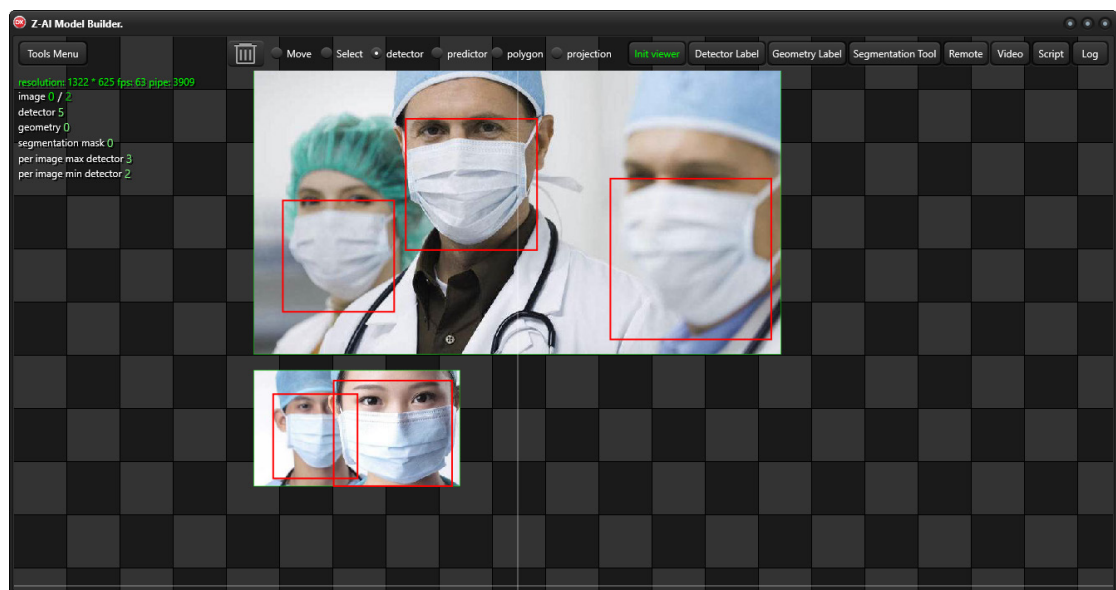 Z-AI Model Builder.
Tools Menu Move Select detector predictor polygon projection Init viewer Detector Label Geometry Label Segmentation Tool Remote Video Script Log
resolution: 1322 * 625 fps: 63 pipe: 3909
image 0 / 2
detector 5
geometry 0
segmentation mask 0
per image max detector 3
per image min detector 2